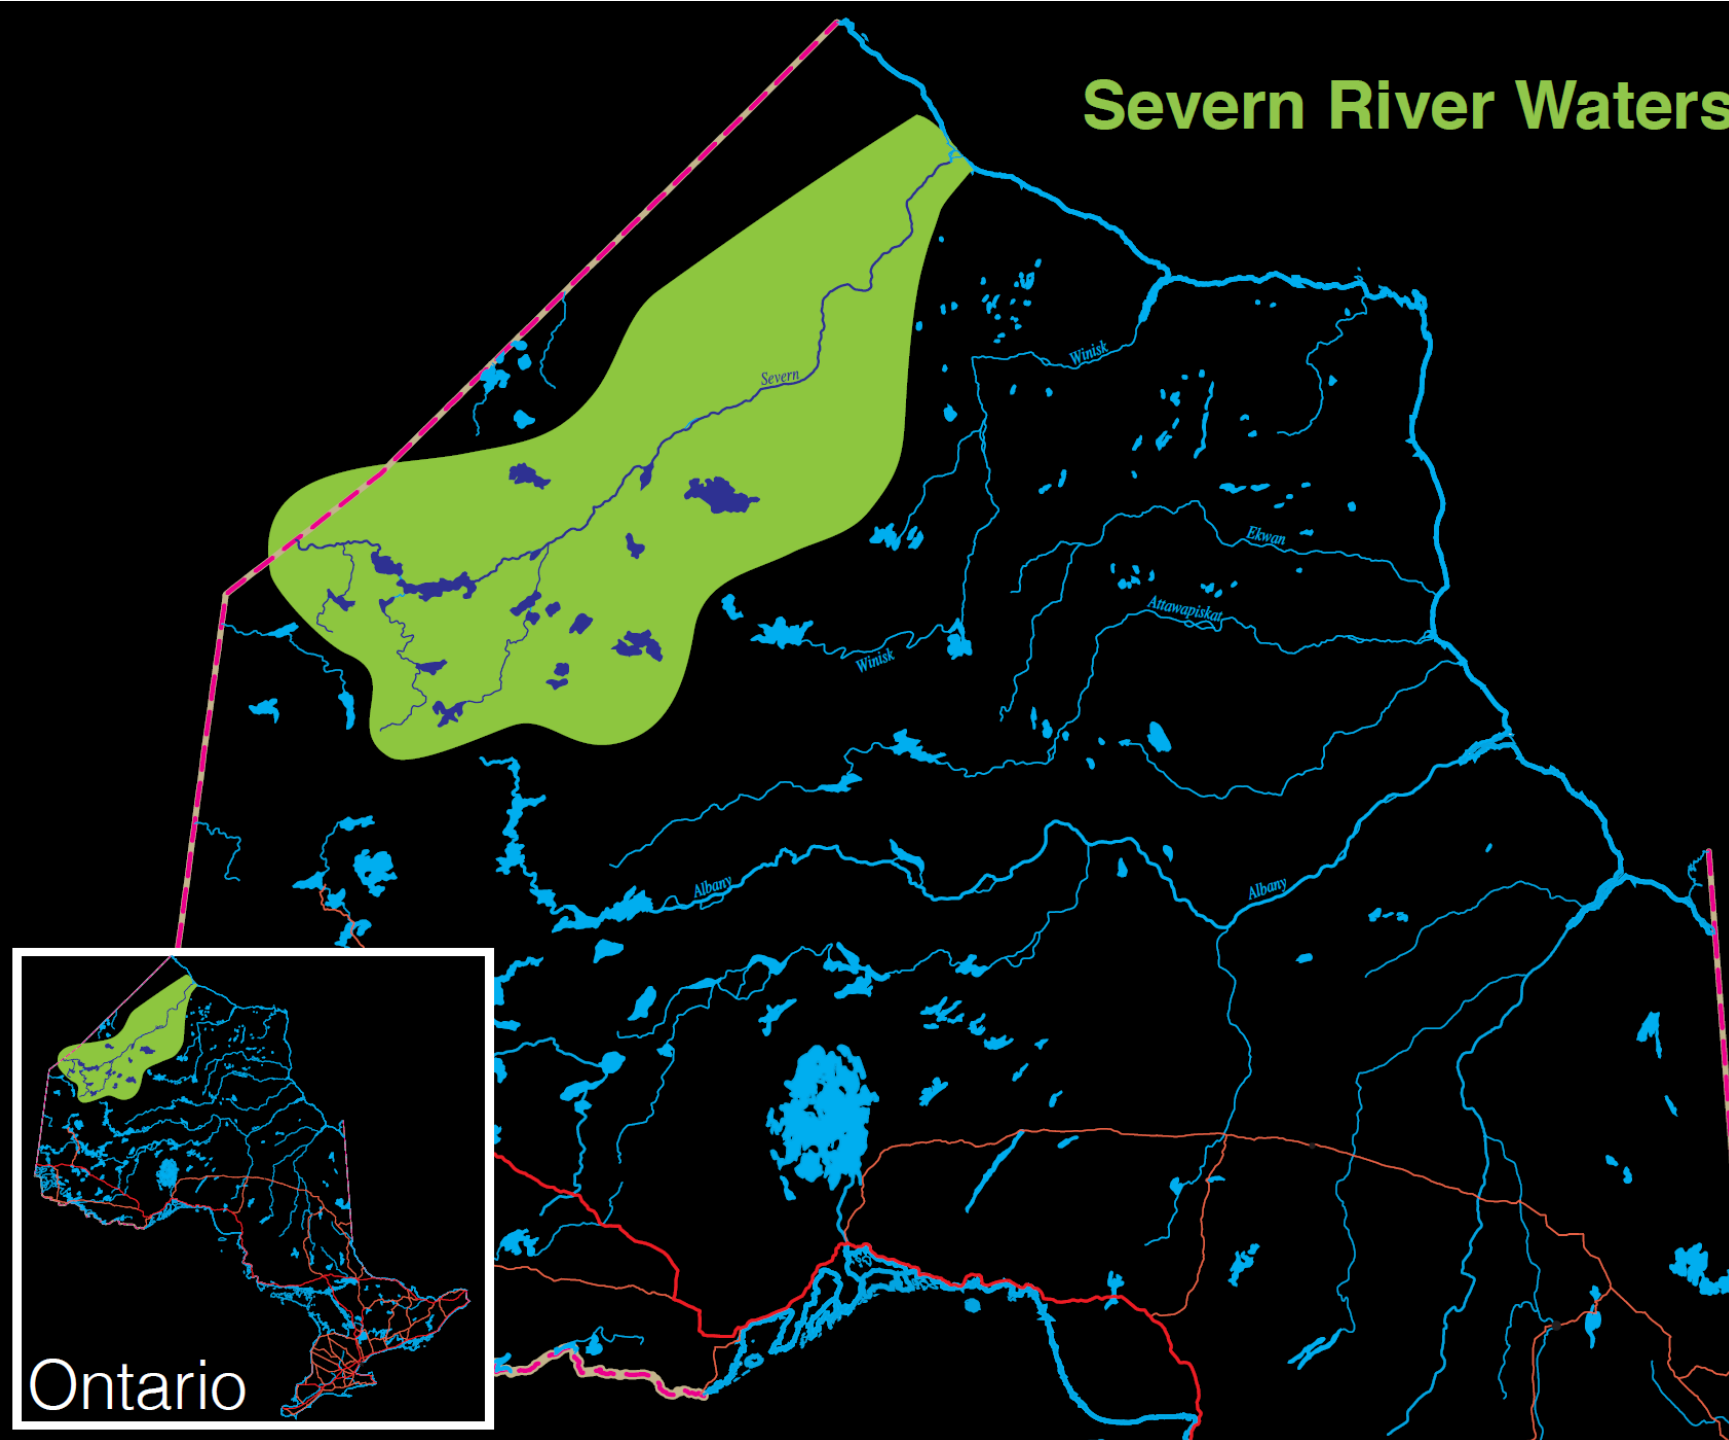 Severn River Waters
Severn
Winisk
Ekwan
Attawapiskat
Winisk
Albany
Albany
Ontario